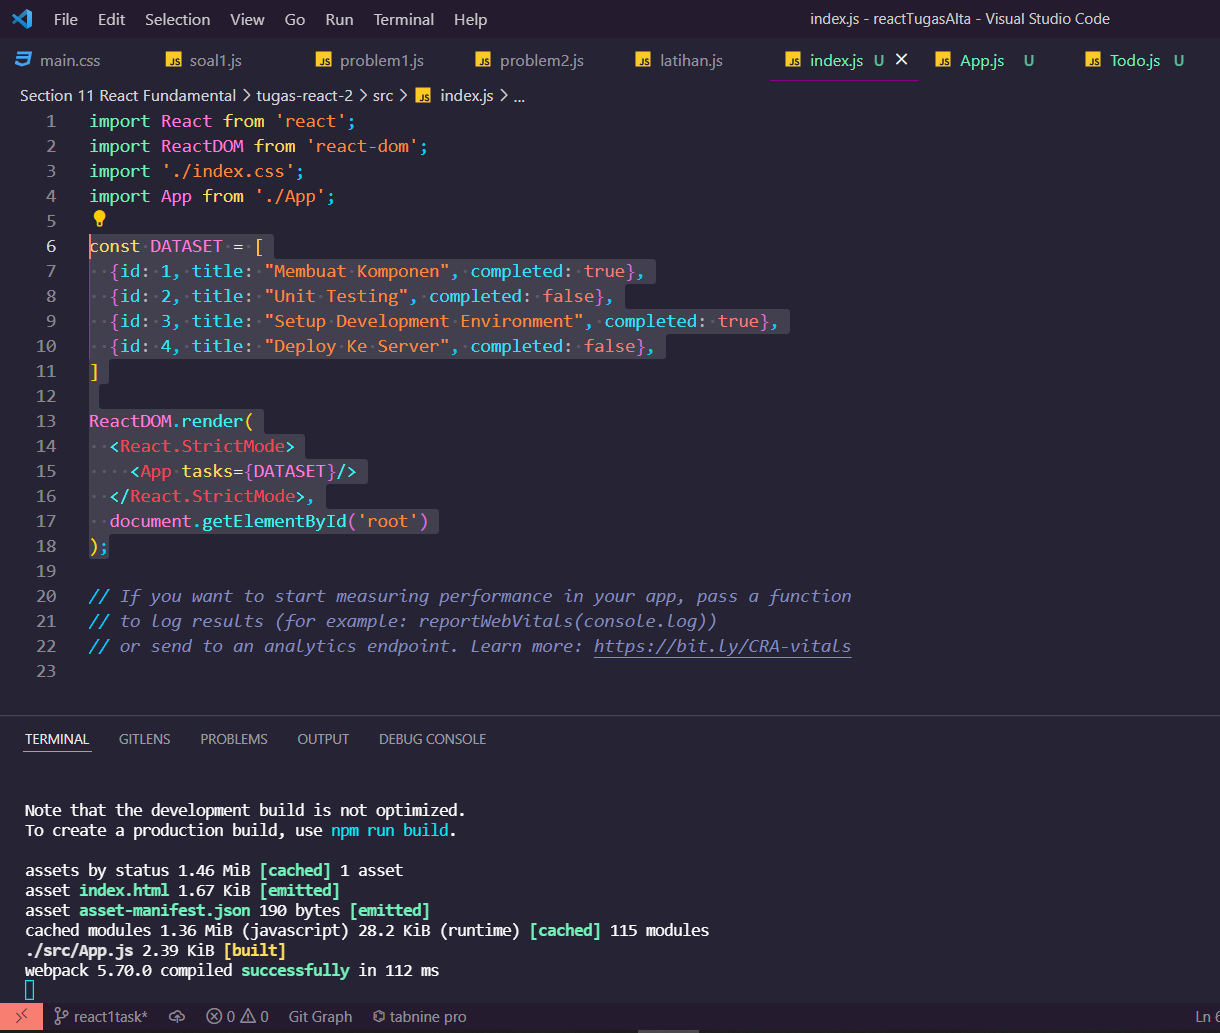 File Edit Selection View Go Run Terminal Help index.js - reactTugasAlta - Visual Studio Code
main.css JS soal1.js JS problem1.js JS problem2.js JS latihan.js JS index.js U JS App.js U JS Todo.js U
Section 11 React Fundamental > tugas-react-2 > src > JS index.js > ...
1 import React from 'react';
2 import ReactDOM from 'react-dom';
3 import './index.css';
4 import App from './App';
5
6 const DATASET = [
7 {id: 1, title: "Membuat Komponen", completed: true},
8 {id: 2, title: "Unit Testing", completed: false},
9 {id: 3, title: "Setup Development Environment", completed: true},
10 {id: 4, title: "Deploy Ke Server", completed: false},
11 ]
12
13 ReactDOM.render(
14 <React.StrictMode>
15 <App tasks={DATASET}/>
16 </React.StrictMode>,
17 document.getElementById('root')
18 );
19
20 // If you want to start measuring performance in your app, pass a function
21 // to log results (for example: reportWebVitals(console.log))
22 // or send to an analytics endpoint. Learn more: https://bit.ly/CRA-vitals
23
TERMINAL GITLENS PROBLEMS OUTPUT DEBUG CONSOLE
Note that the development build is not optimized.
To create a production build, use npm run build.
assets by status 1.46 MiB [cached] 1 asset
asset index.html 1.67 KiB [emitted]
asset asset-manifest.json 190 bytes [emitted]
cached modules 1.36 MiB (javascript) 28.2 KiB (runtime) [cached] 115 modules
./src/App.js 2.39 KiB [built]
webpack 5.70.0 compiled successfully in 112 ms
react1task* 0 0 Git Graph tabnine pro Ln 6